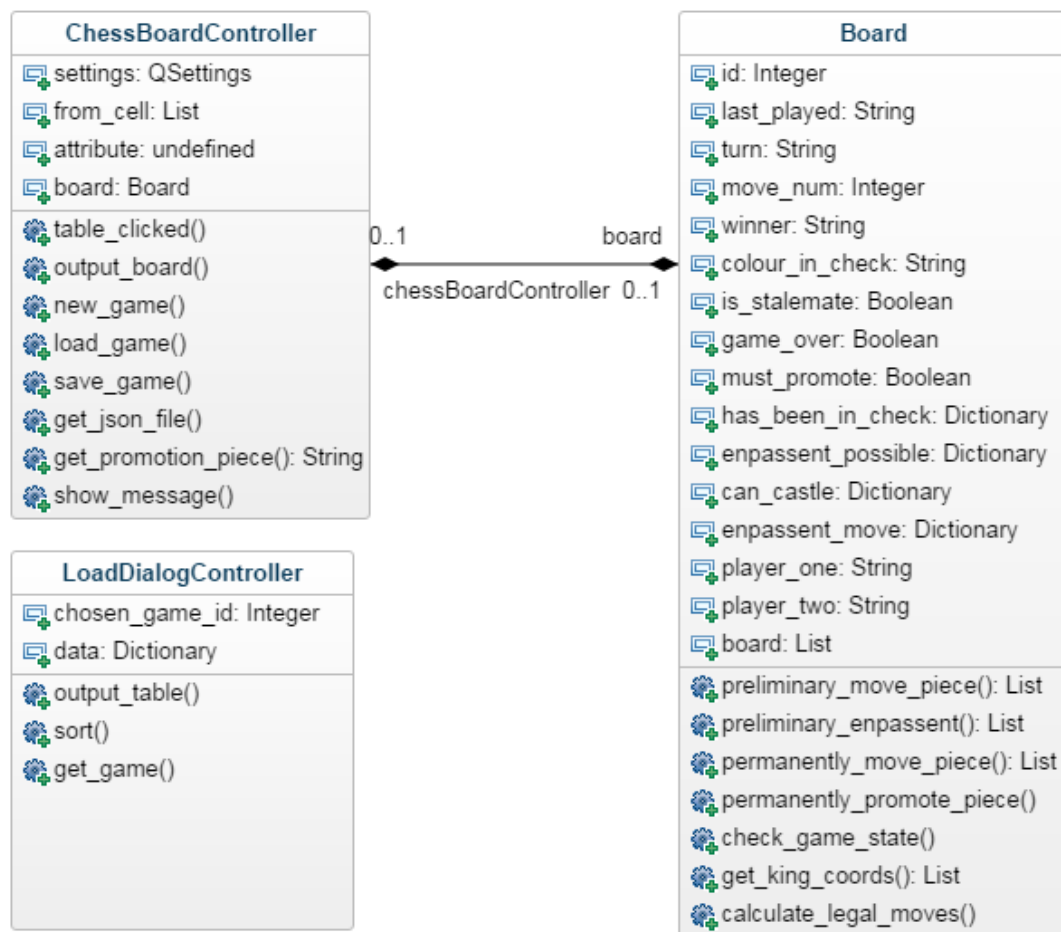 ChessBoardController
settings: QSettings
from_cell: List
attribute: undefined
board: Board
table_clicked()
output_board()
new_game()
load_game()
save_game()
get_json_file()
get_promotion_piece(): String
show_message()
0..1
board
chessBoardController 0..1
LoadDialogController
chosen_game_id: Integer
data: Dictionary
output_table()
sort()
get_game()
Board
id: Integer
last_played: String
turn: String
move_num: Integer
winner: String
colour_in_check: String
is_stalemate: Boolean
game_over: Boolean
must_promote: Boolean
has_been_in_check: Dictionary
enpassent_possible: Dictionary
can_castle: Dictionary
enpassent_move: Dictionary
player_one: String
player_two: String
board: List
preliminary_move_piece(): List
preliminary_enpassent(): List
permanently_move_piece(): List
permanently_promote_piece()
check_game_state()
get_king_coords(): List
calculate_legal_moves()